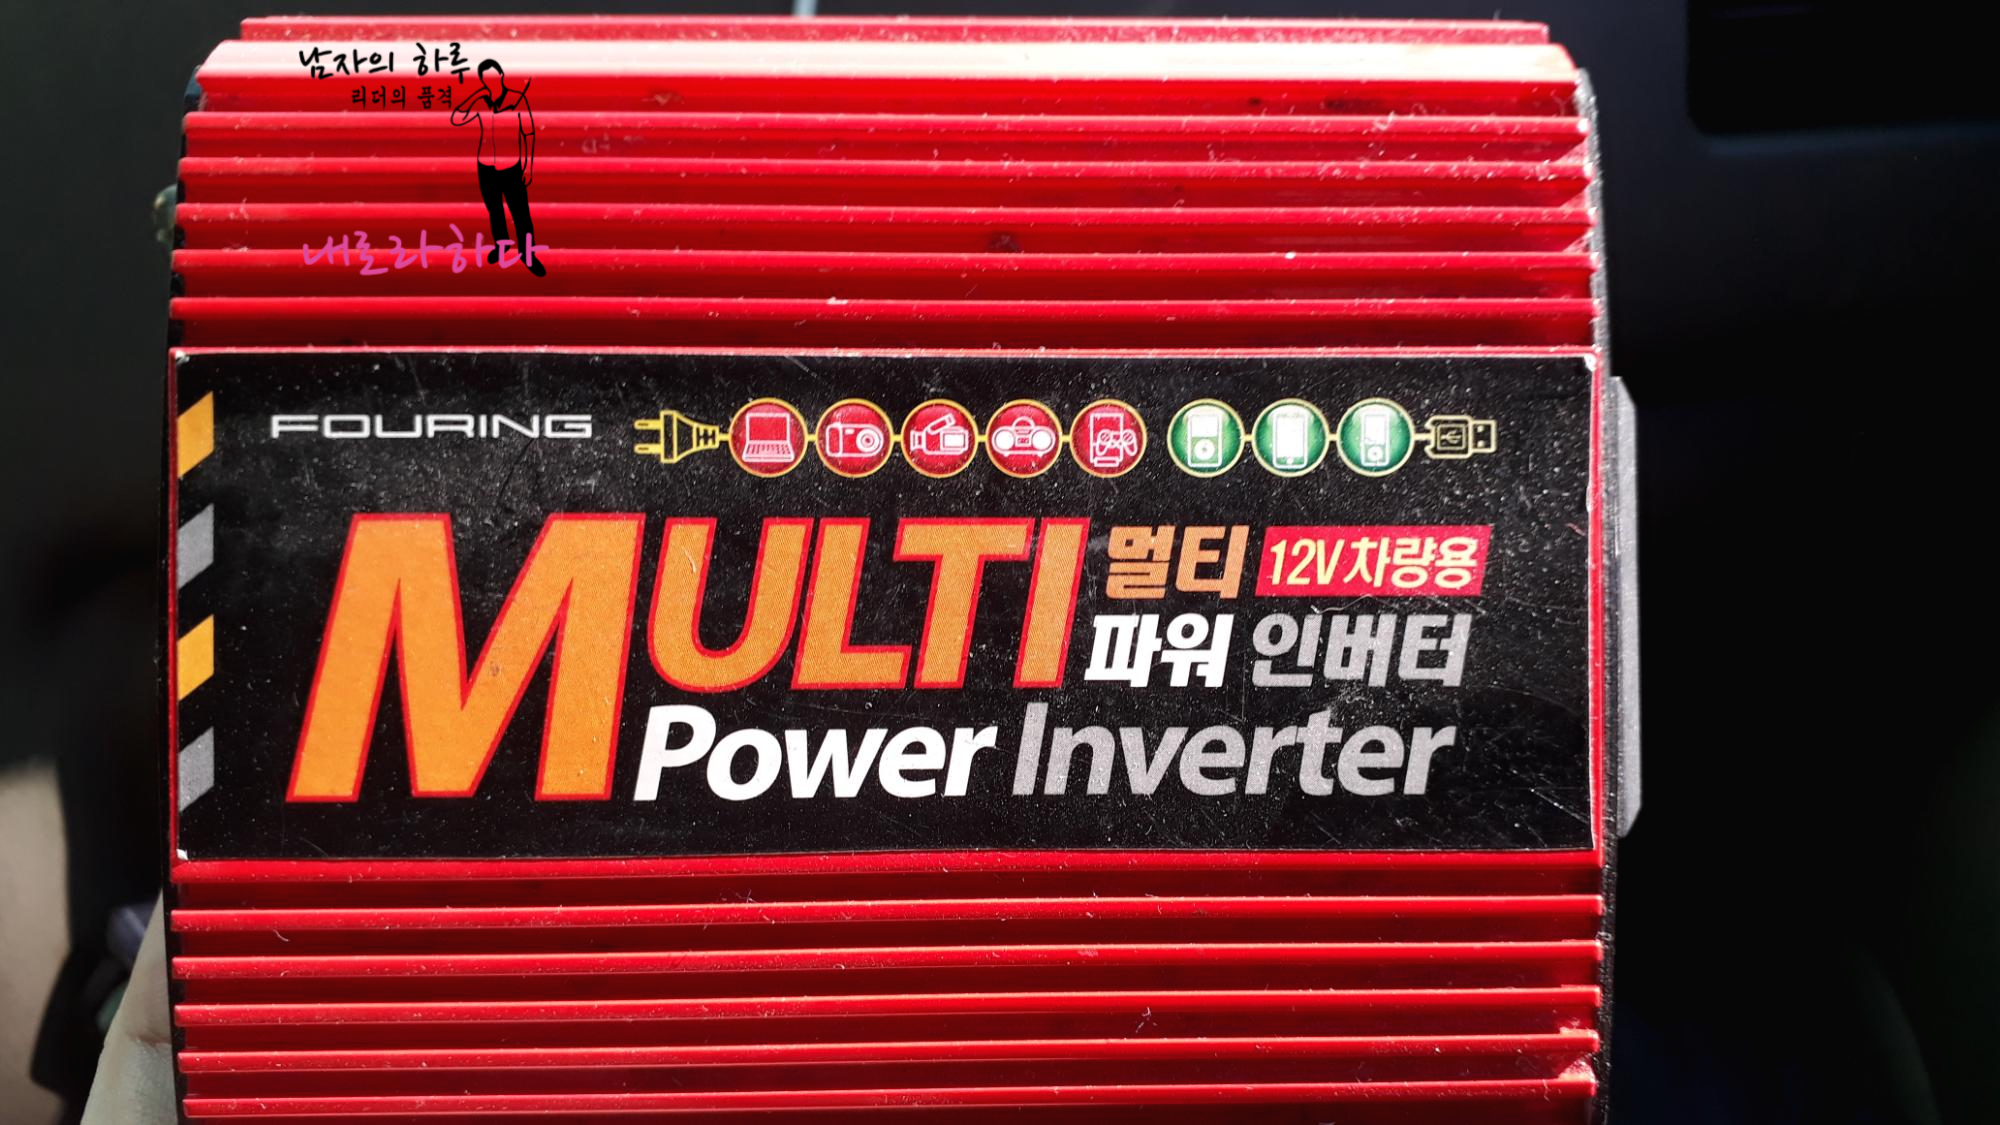 남자의 하루
리더의 품격
내로라하다
FOURING
MULTI 멀티 12V 차량용
파워 인버터
Power Inverter